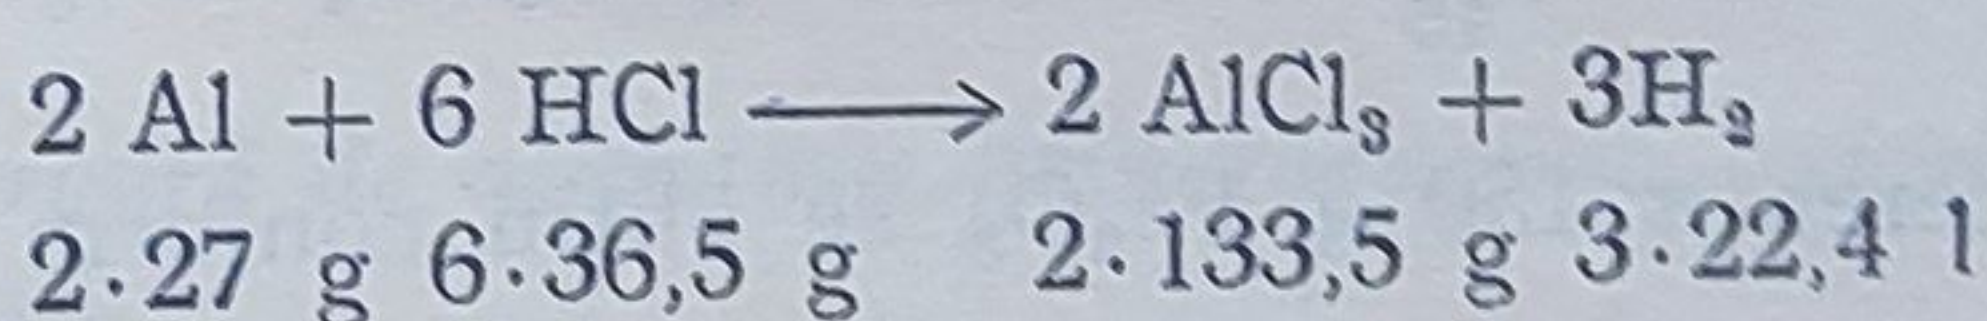 2 Al + 6 HCl ⟶ 2 AlCl₃ + 3H₂
2·27 g 6·36,5 g 2·133,5 g 3·22,4 l